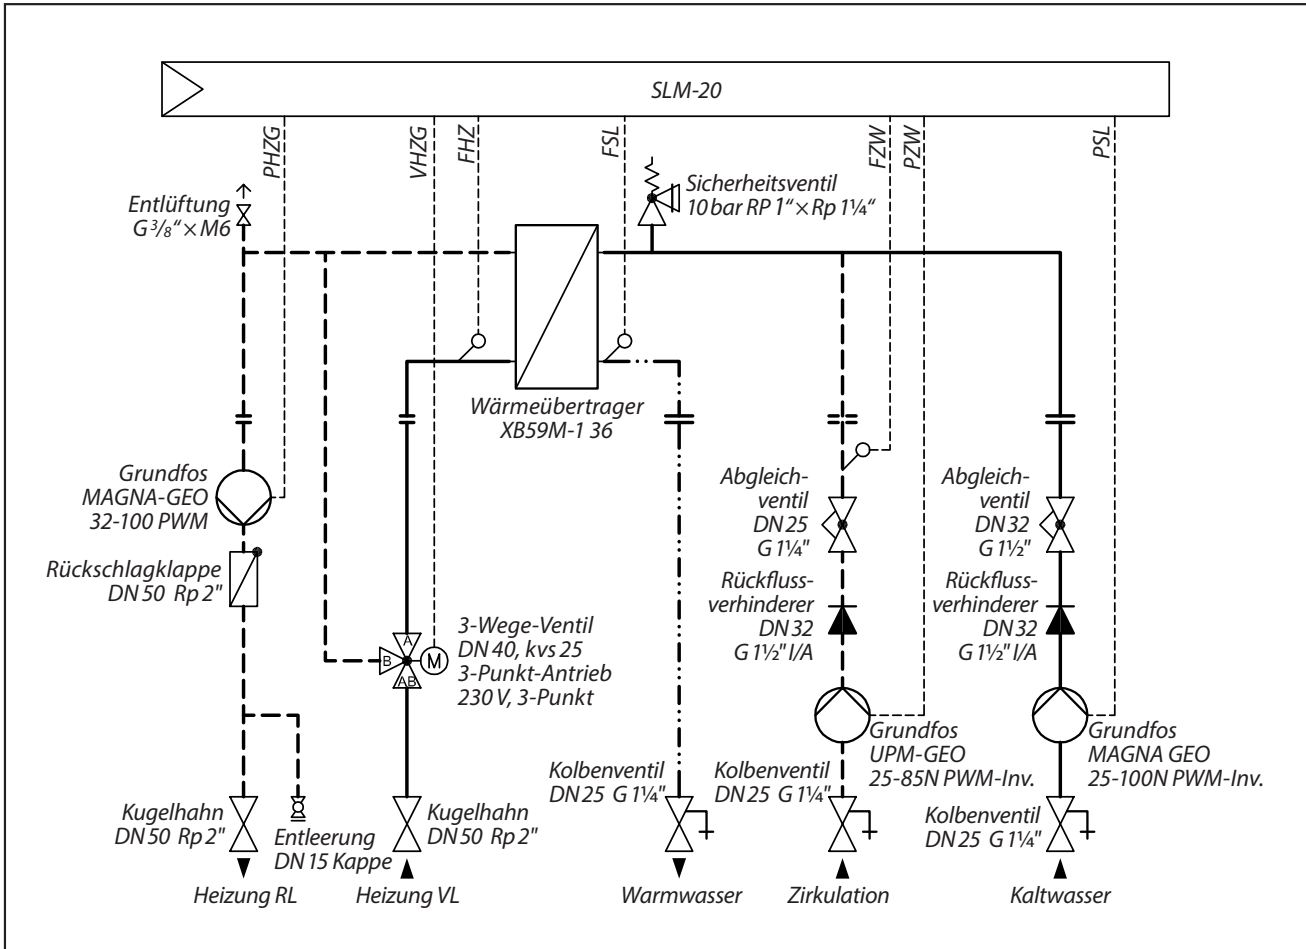 SLM-20
PHZG
VHZG
FHZ
FSL
FZW
PZW
PSL
Entlüftung
G 3/8“ × M6
Sicherheitsventil
10 bar RP 1“ × Rp 1¼“
Wärmeübertrager
XB59M-1 36
Grundfos
MAGNA-GEO
32-100 PWM
Rückschlagklappe
DN 50 Rp 2"
A
B
AB
M
3-Wege-Ventil
DN 40, kvs 25
3-Punkt-Antrieb
230 V, 3-Punkt
Abgleich-
ventil
DN 25
G 1¼"
Rückfluss-
verhinderer
DN 32
G 1½" I/A
Abgleich-
ventil
DN 32
G 1½"
Rückfluss-
verhinderer
DN 32
G 1½" I/A
Grundfos
UPM-GEO
25-85N PWM-Inv.
Grundfos
MAGNA GEO
25-100N PWM-Inv.
Kugelhahn
DN 50 Rp 2"
Entleerung
DN 15 Kappe
Kugelhahn
DN 50 Rp 2"
Kolbenventil
DN 25 G 1¼"
Kolbenventil
DN 25 G 1¼"
Kolbenventil
DN 25 G 1¼"
Heizung RL
Heizung VL
Warmwasser
Zirkulation
Kaltwasser